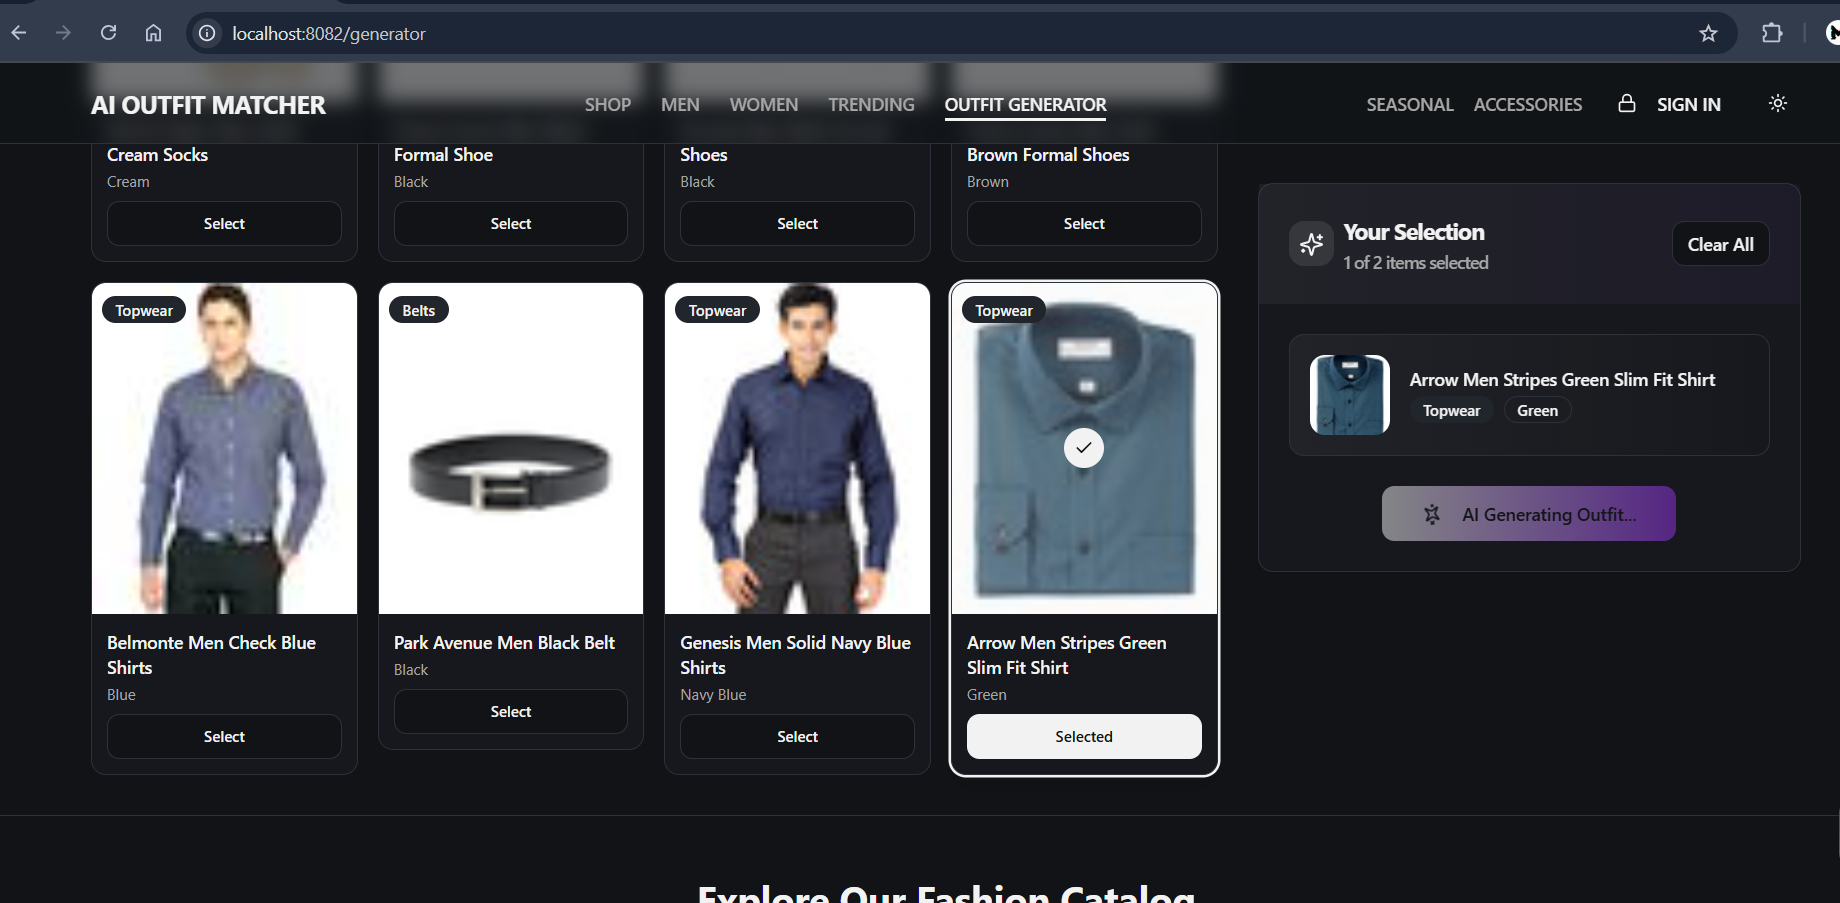 localhost:8082/generator
AI OUTFIT MATCHER
SHOP
MEN
WOMEN
TRENDING
OUTFIT GENERATOR
SEASONAL
ACCESSORIES
SIGN IN
Cream Socks
Cream
Select
Formal Shoe
Black
Select
Shoes
Black
Select
Brown Formal Shoes
Brown
Select
Topwear
Belmonte Men Check Blue
Shirts
Blue
Select
Belts
Park Avenue Men Black Belt
Black
Select
Topwear
Genesis Men Solid Navy Blue
Shirts
Navy Blue
Select
Topwear
Arrow Men Stripes Green
Slim Fit Shirt
Green
Selected
Your Selection
1 of 2 items selected
Clear All
Arrow Men Stripes Green Slim Fit Shirt
Topwear
Green
AI Generating Outfit...
Explore Our Fashion Catalog